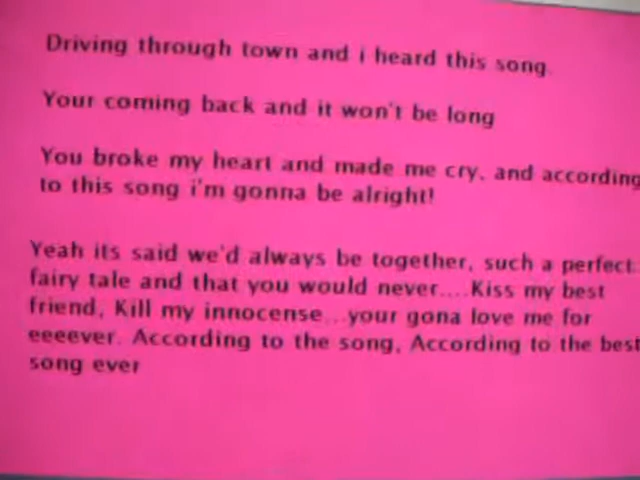 Driving through town and i heard this song.
Your coming back and it won't be long
You broke my heart and made me cry, and according
to this song i'm gonna be alright!
Yeah its said we'd always be together, such a perfect
fairy tale and that you would never....Kiss my best
friend, Kill my innocense...your gona love me for
eeeever. According to the song, According to the best
song ever